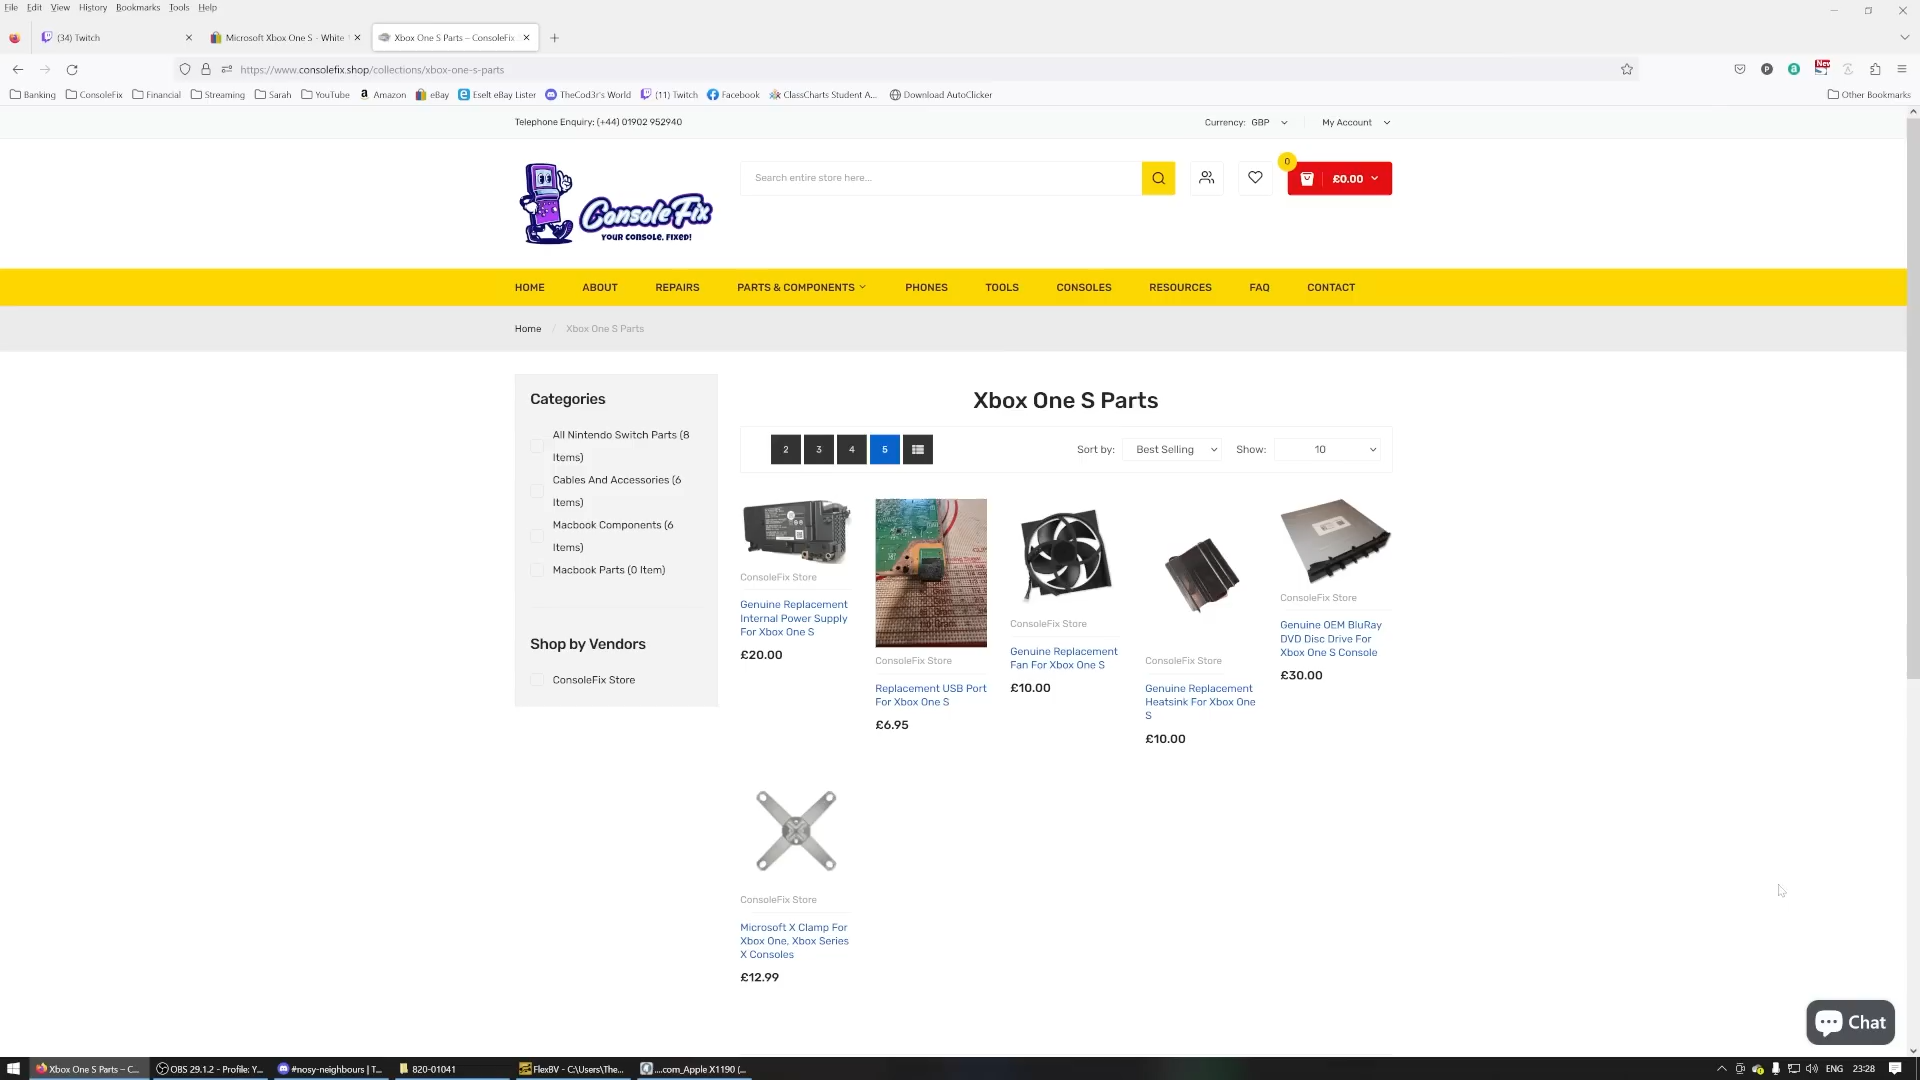 File Edit View History Bookmarks Tools Help
(34) Twitch
Microsoft Xbox One S - White
Xbox One S Parts – ConsoleFix
https://www.consolefix.shop/collections/xbox-one-s-parts
New
Banking ConsoleFix Financial Streaming Sarah YouTube Amazon eBay Eselt eBay Lister TheCod3r's World (11) Twitch Facebook ClassCharts Student A... Download AutoClicker Other Bookmarks
Telephone Enquiry: (+44) 01902 952940
Currency: GBP
My Account
ConsoleFix
YOUR CONSOLE, FIXED!
Search entire store here...
0
£0.00
HOME ABOUT REPAIRS PARTS & COMPONENTS PHONES TOOLS CONSOLES RESOURCES FAQ CONTACT
Home / Xbox One S Parts
Categories
All Nintendo Switch Parts (8
Items)
Cables And Accessories (6
Items)
Macbook Components (6
Items)
Macbook Parts (0 Item)
Shop by Vendors
ConsoleFix Store
Xbox One S Parts
2 3 4 5
Sort by: Best Selling
Show: 10
ConsoleFix Store
Genuine Replacement
Internal Power Supply
For Xbox One S
£20.00
ConsoleFix Store
Replacement USB Port
For Xbox One S
£6.95
ConsoleFix Store
Genuine Replacement
Fan For Xbox One S
£10.00
ConsoleFix Store
Genuine Replacement
Heatsink For Xbox One
S
£10.00
ConsoleFix Store
Genuine OEM BluRay
DVD Disc Drive For
Xbox One S Console
£30.00
ConsoleFix Store
Microsoft X Clamp For
Xbox One, Xbox Series
X Consoles
£12.99
Chat
Xbox One S Parts – C...
OBS 29.1.2 - Profile: Y...
#nosy-neighbours | T...
820-01041
FlexBV - C:\Users\The...
....com_Apple X1190 (...
ENG
23:28